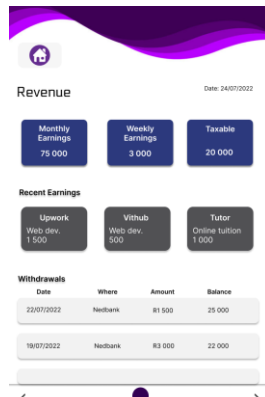 Revenue
Date: 24/07/2022
Monthly Earnings
75 000
Weekly Earnings
3 000
Taxable
20 000
Recent Earnings
Upwork
Web dev.
1 500
Vithub
Web dev.
500
Tutor
Online tuition
1 000
Withdrawals
Date Where Amount Balance
22/07/2022 Nedbank R1 500 25 000
19/07/2022 Nedbank R3 000 22 000